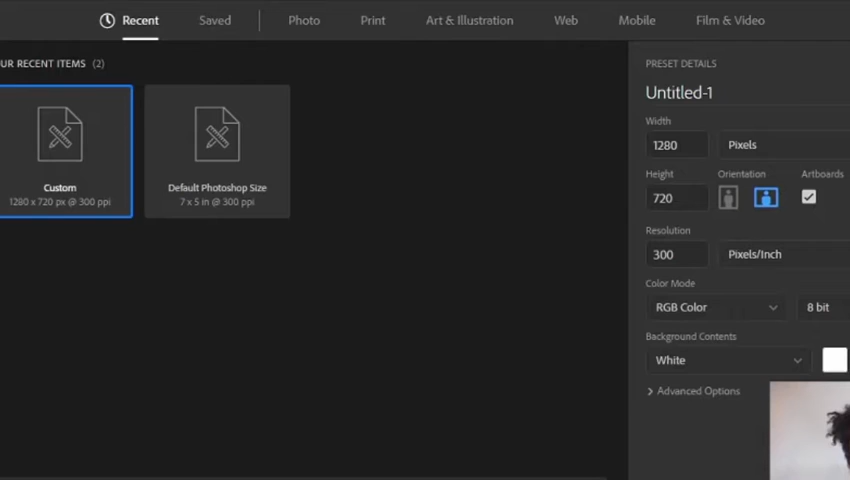 Recent Saved Photo Print Art & Illustration Web Mobile Film & Video
UR RECENT ITEMS (2)
Custom
1280 x 720 px @ 300 ppi
Default Photoshop Size
7 x 5 in @ 300 ppi
PRESET DETAILS
Untitled-1
Width
1280 Pixels
Height Orientation Artboards
720
Resolution
300 Pixels/Inch
Color Mode
RGB Color 8 bit
Background Contents
White
Advanced Options